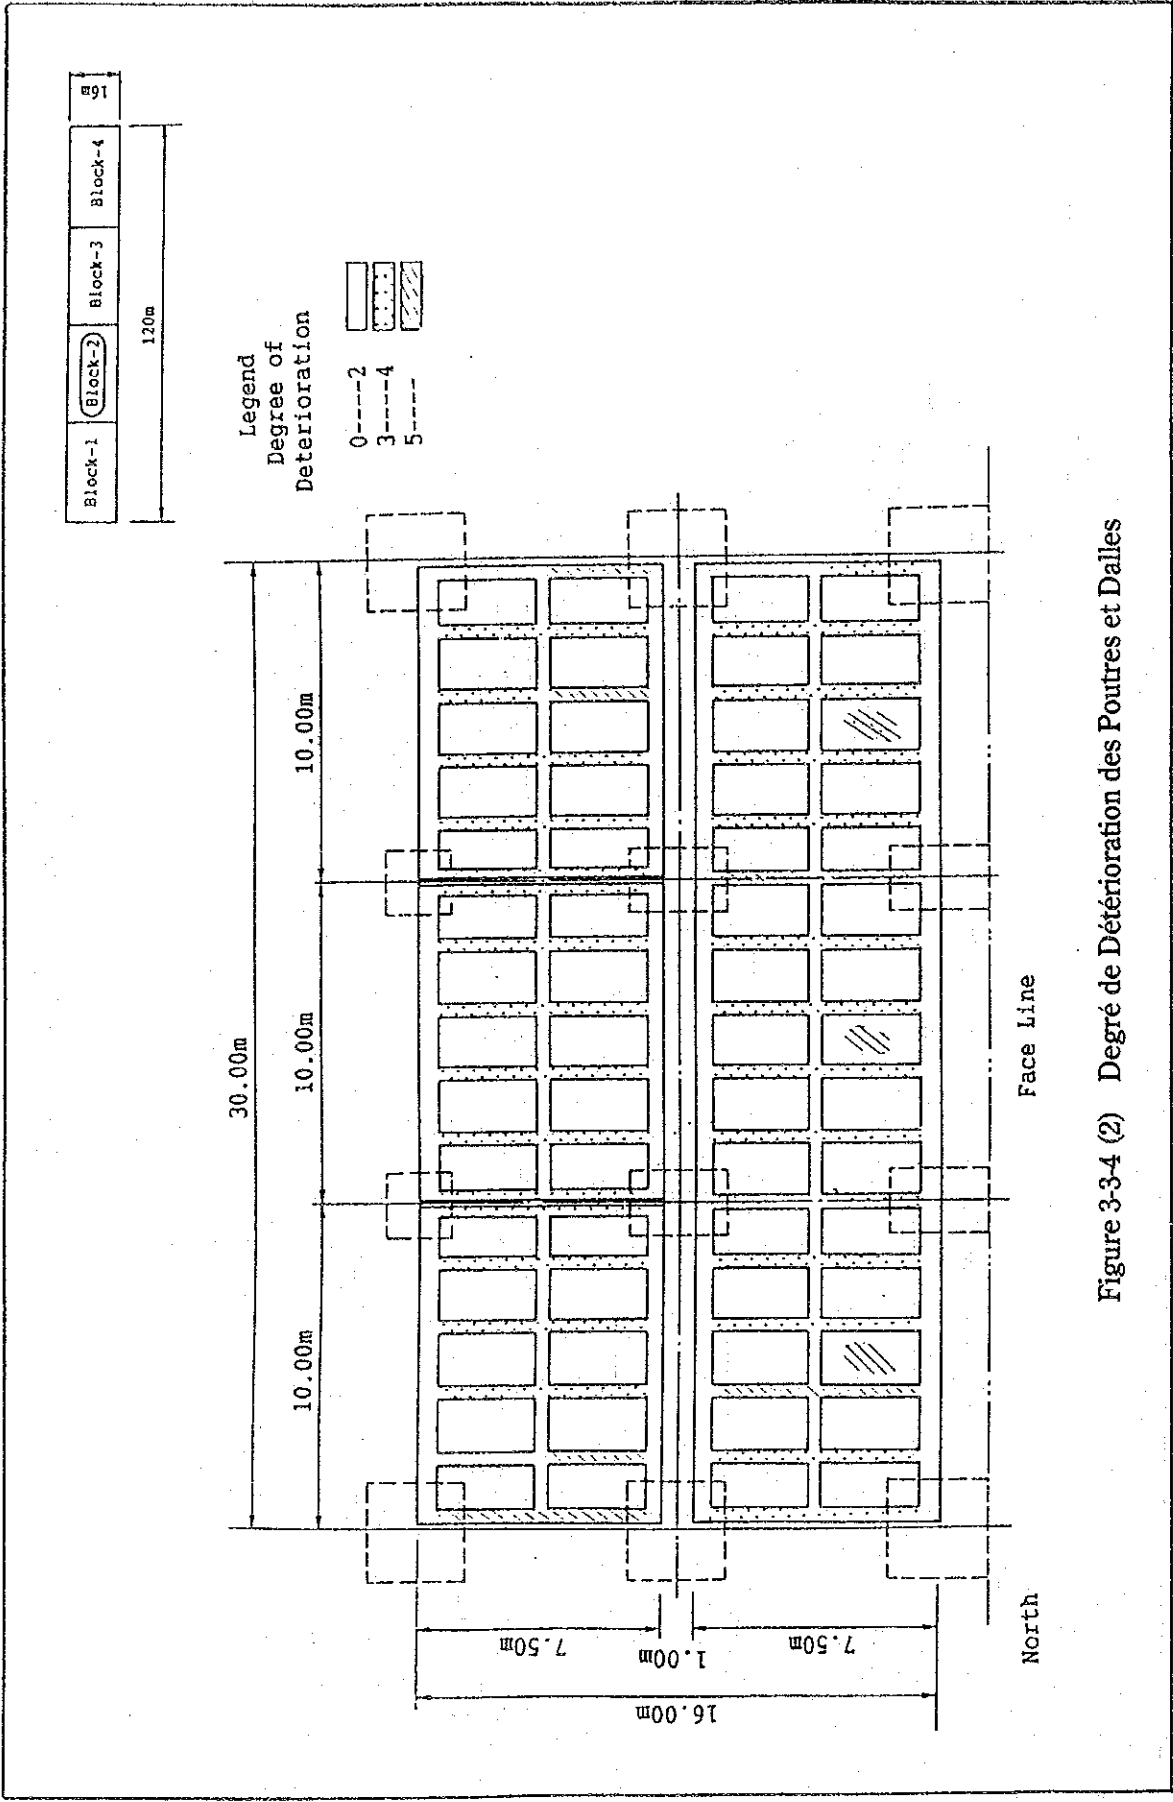 Block-1
Block-2
Block-3
Block-4
16m
120m
Legend
Degree of
Deterioration
0----2
3----4
5----
30.00m
10.00m
10.00m
10.00m
7.50m
1.00m
7.50m
16.00m
North
Face Line
Figure 3-3-4 (2) Degré de Détérioration des Poutres et Dalles